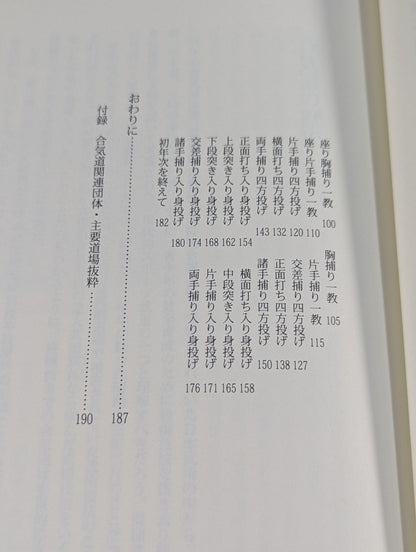 座り胸捕り一教 100 胸捕り一教 105
座り片手捕り一教 110 片手捕り一教 115
片手捕り四方投げ 120 交差捕り四方投げ 127
横面打ち四方投げ 132 正面打ち四方投げ 138
両手捕り四方投げ 143 諸手捕り四方投げ 150
正面打ち入り身投げ 154 横面打ち入り身投げ 158
上段突き入り身投げ 162 中段突き入り身投げ 165
下段突き入り身投げ 168 片手捕り入り身投げ 171
交差捕り入り身投げ 174 両手捕り入り身投げ 176
諸手捕り入り身投げ 180
初年次を終えて 182
おわりに……………………………………… 187
付録 合気道関連団体・主要道場抜粋……………… 190